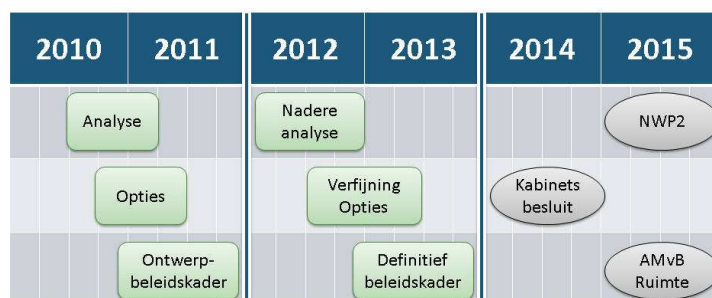 2010 2011 2012 2013 2014 2015
Analyse
Nadere
analyse
NWP2
Opties
Verfijning
Opties
Kabinets
besluit
Ontwerp-
beleidskader
Definitief
beleidskader
AMvB
Ruimte